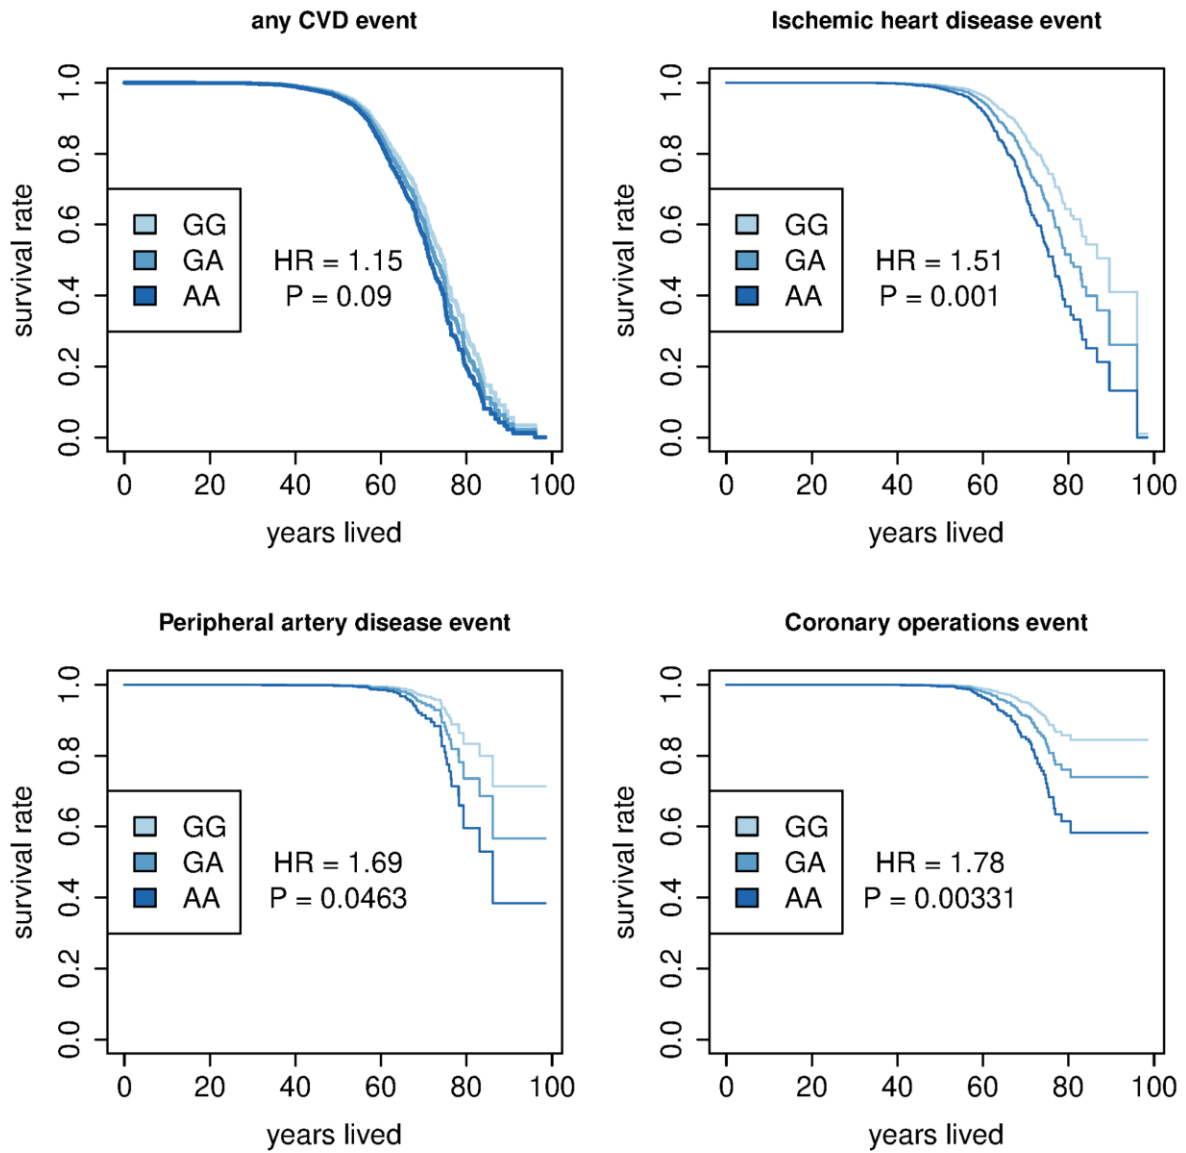 any CVD event
survival rate
1.0
0.8
0.6
0.4
0.2
0.0
GG
GA
AA
HR = 1.15
P = 0.09
0 20 40 60 80 100
years lived
Ischemic heart disease event
survival rate
1.0
0.8
0.6
0.4
0.2
0.0
GG
GA
AA
HR = 1.51
P = 0.001
0 20 40 60 80 100
years lived
Peripheral artery disease event
survival rate
1.0
0.8
0.6
0.4
0.2
0.0
GG
GA
AA
HR = 1.69
P = 0.0463
0 20 40 60 80 100
years lived
Coronary operations event
survival rate
1.0
0.8
0.6
0.4
0.2
0.0
GG
GA
AA
HR = 1.78
P = 0.00331
0 20 40 60 80 100
years lived